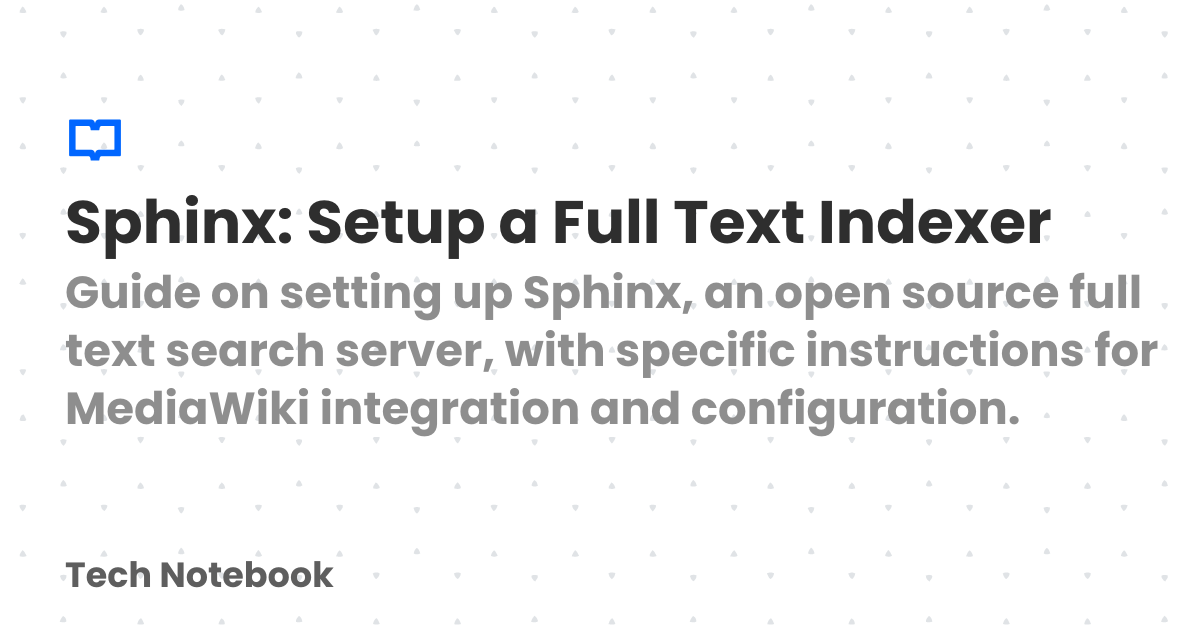 Sphinx: Setup a Full Text Indexer
Guide on setting up Sphinx, an open source full
text search server, with specific instructions for
MediaWiki integration and configuration.
Tech Notebook